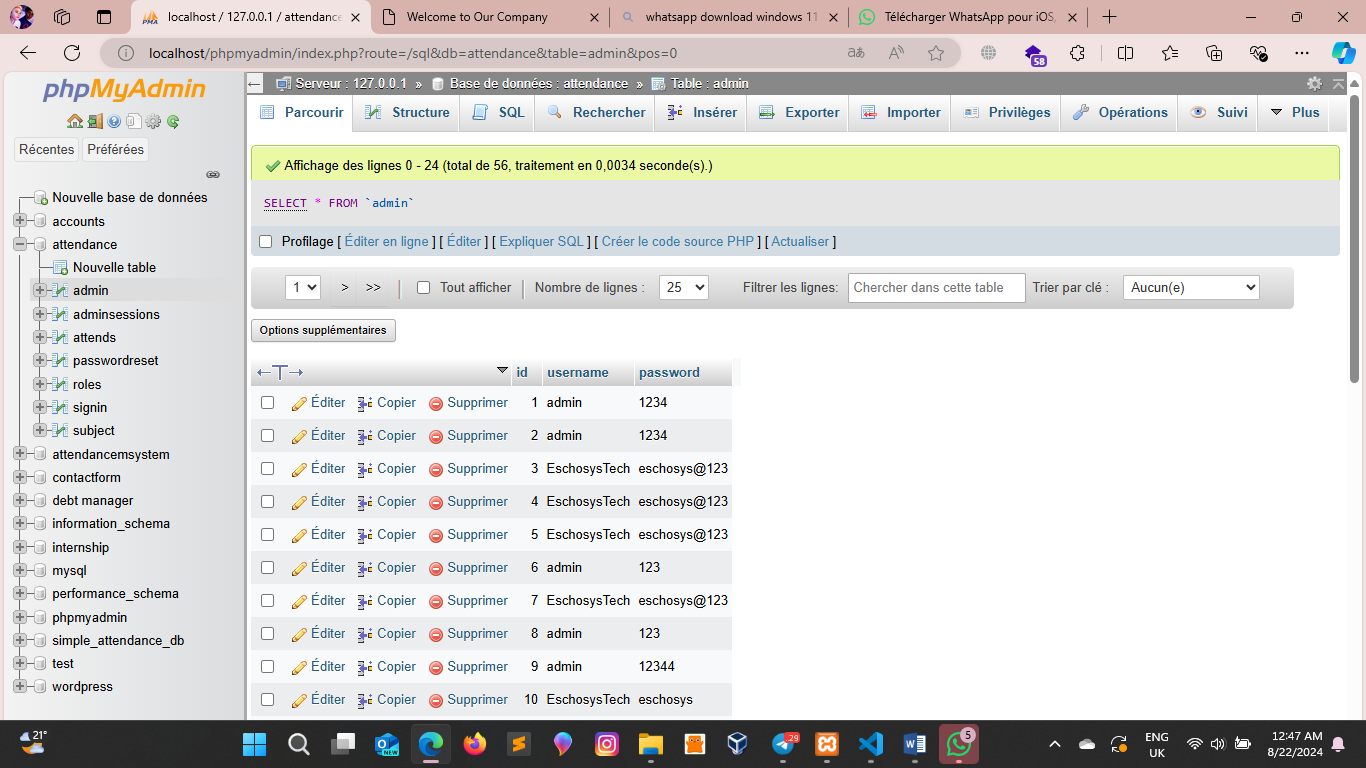 localhost / 127.0.0.1 / attendance
Welcome to Our Company
whatsapp download windows 11
Télécharger WhatsApp pour iOS,
localhost/phpmyadmin/index.php?route=/sql&db=attendance&table=admin&pos=0
58
phpMyAdmin
Récentes Préférées
Nouvelle base de données
accounts
attendance
Nouvelle table
admin
adminsessions
attends
passwordreset
roles
signin
subject
attendancemsystem
contactform
debt manager
information_schema
internship
mysql
performance_schema
phpmyadmin
simple_attendance_db
test
wordpress
Serveur : 127.0.0.1 » Base de données : attendance » Table : admin
Parcourir Structure SQL Rechercher Insérer Exporter Importer Privilèges Opérations Suivi Plus
Affichage des lignes 0 - 24 (total de 56, traitement en 0,0034 seconde(s).)
SELECT * FROM `admin`
Profilage [ Éditer en ligne ] [ Éditer ] [ Expliquer SQL ] [ Créer le code source PHP ] [ Actualiser ]
1 > >> Tout afficher Nombre de lignes : 25 Filtrer les lignes: Chercher dans cette table Trier par clé : Aucun(e)
Options supplémentaires
←T→ id username password
Éditer Copier Supprimer 1 admin 1234
Éditer Copier Supprimer 2 admin 1234
Éditer Copier Supprimer 3 EschosysTech eschosys@123
Éditer Copier Supprimer 4 EschosysTech eschosys@123
Éditer Copier Supprimer 5 EschosysTech eschosys@123
Éditer Copier Supprimer 6 admin 123
Éditer Copier Supprimer 7 EschosysTech eschosys@123
Éditer Copier Supprimer 8 admin 123
Éditer Copier Supprimer 9 admin 12344
Éditer Copier Supprimer 10 EschosysTech eschosys
21°
NEW
29
5
ENG
UK
12:47 AM
8/22/2024